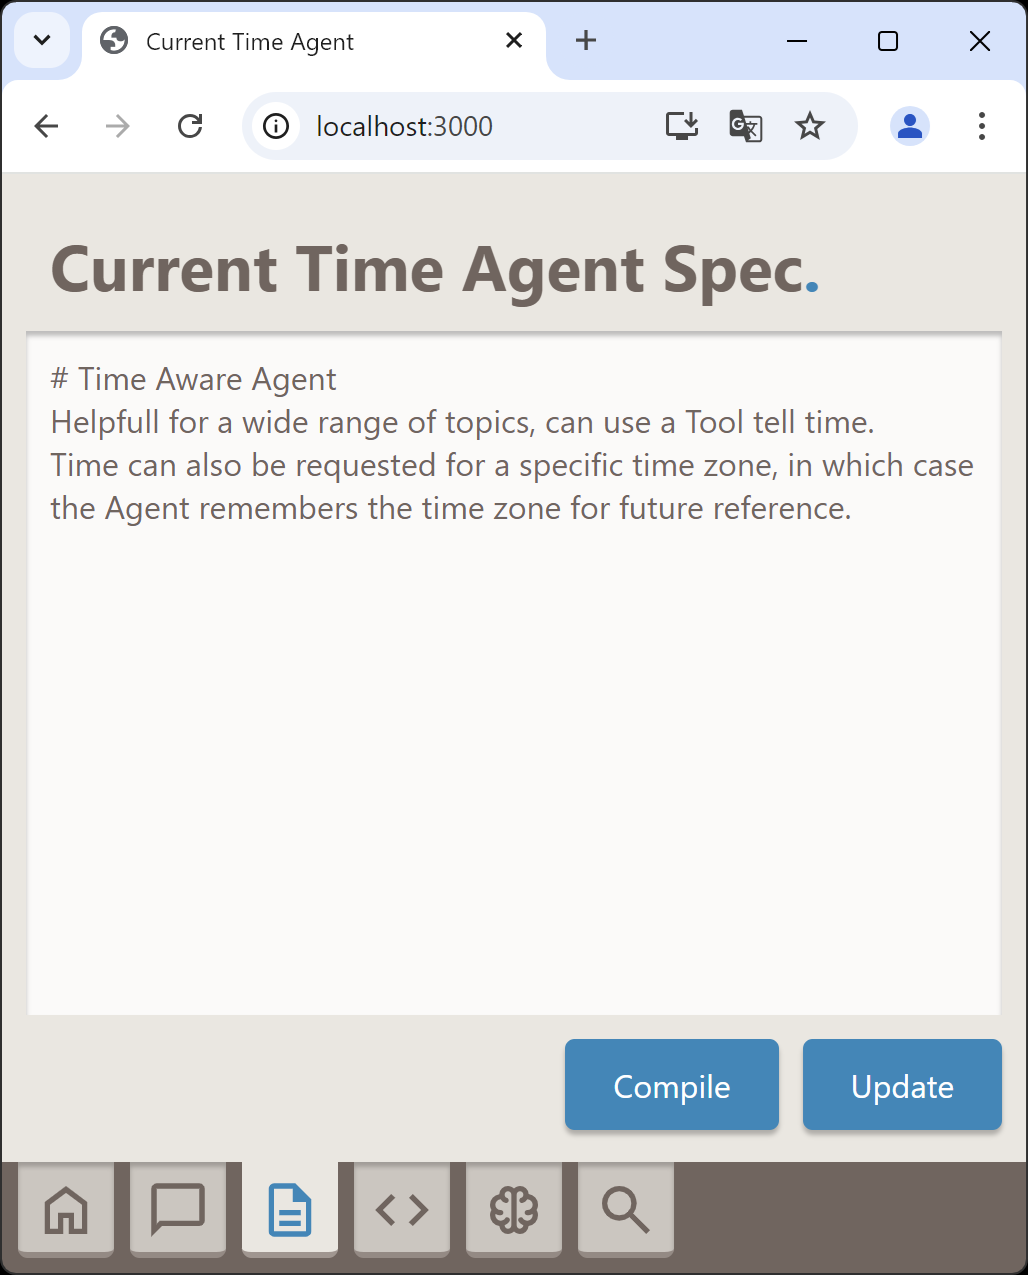 Current Time Agent
localhost:3000
Current Time Agent Spec.
# Time Aware Agent
Helpfull for a wide range of topics, can use a Tool tell time.
Time can also be requested for a specific time zone, in which case
the Agent remembers the time zone for future reference.
Compile
Update